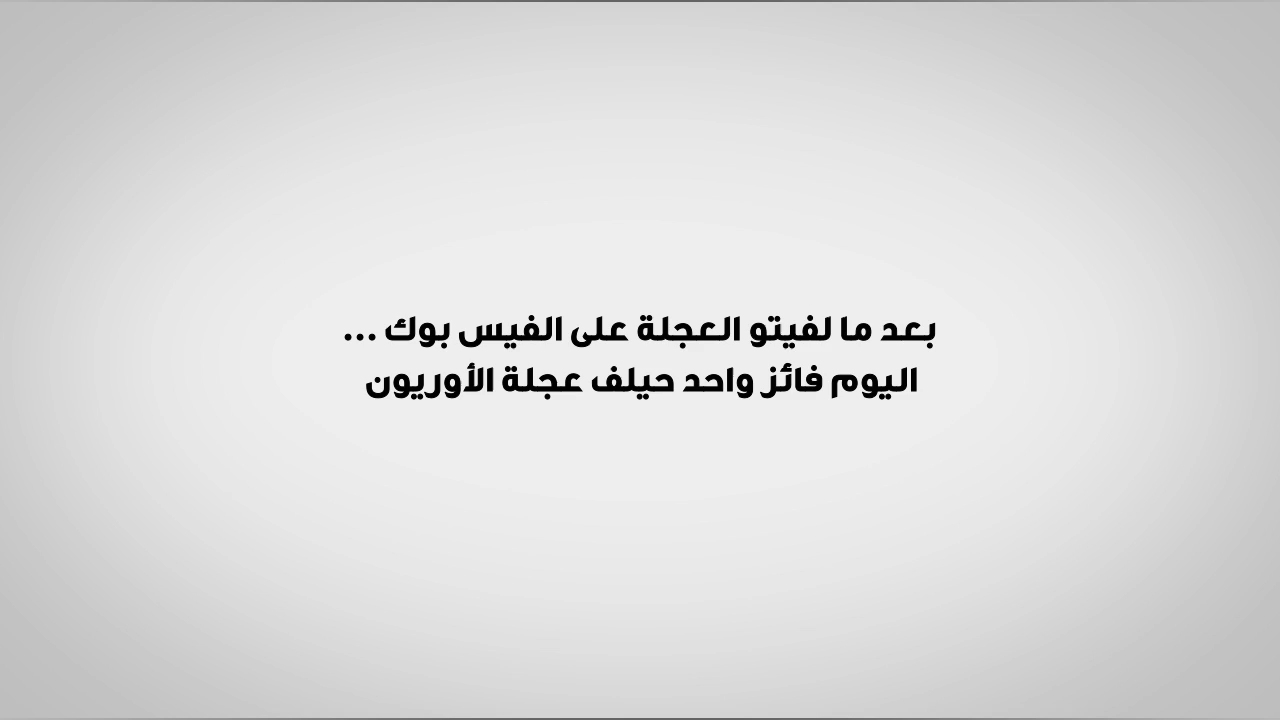 بعد ما لفيتو العجلة على الفيس بوك ...
اليوم فائز واحد حيلف عجلة الأوريون